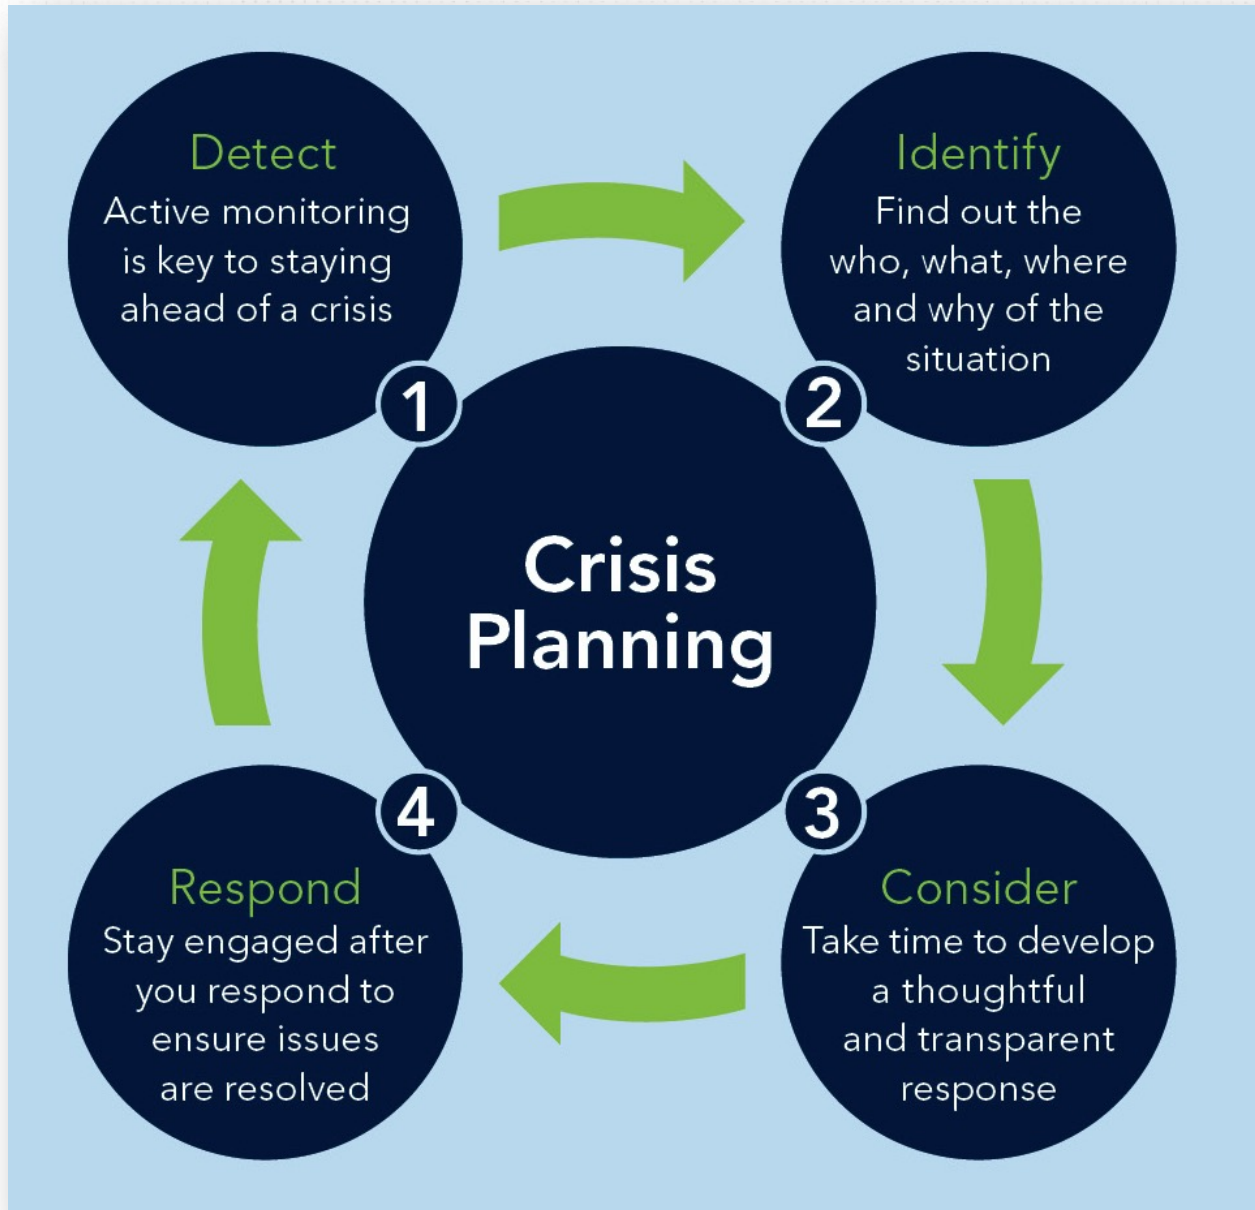 Detect
Active monitoring
is key to staying
ahead of a crisis
1
Identify
Find out the
who, what, where
and why of the
situation
2
Crisis
Planning
3
Consider
Take time to develop
a thoughtful
and transparent
response
4
Respond
Stay engaged after
you respond to
ensure issues
are resolved